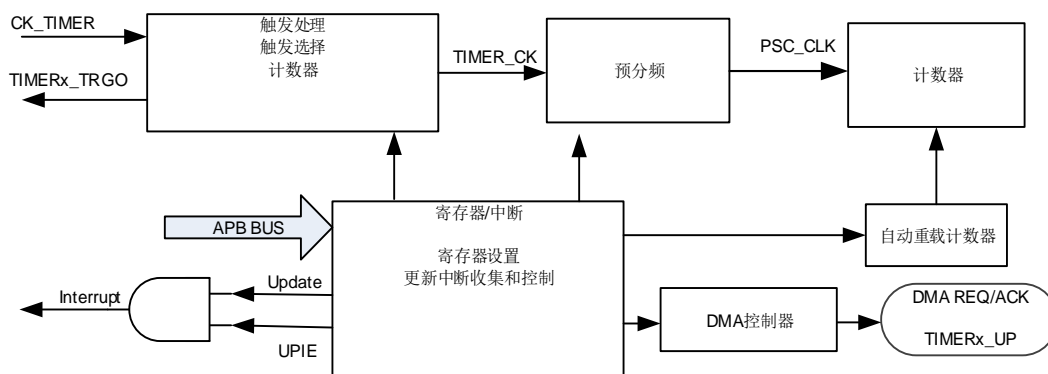 CK_TIMER
TIMERx_TRGO
触发处理
触发选择
计数器
TIMER_CK
预分频
PSC_CLK
计数器
APB BUS
寄存器/中断
寄存器设置
更新中断收集和控制
自动重载计数器
Interrupt
Update
UPIE
DMA控制器
DMA REQ/ACK
TIMERx_UP